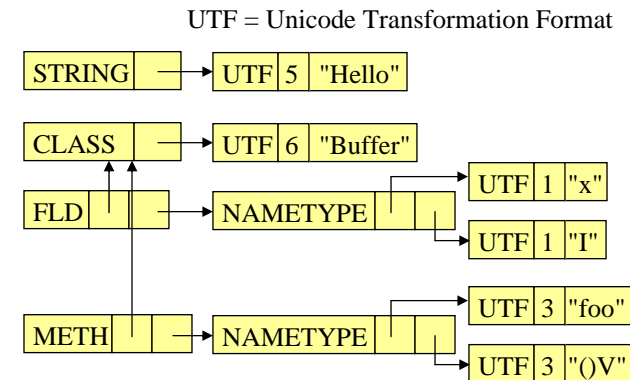 UTF = Unicode Transformation Format
STRING UTF 5 "Hello"
CLASS UTF 6 "Buffer"
UTF 1 "x"
FLD NAMETYPE
UTF 1 "I"
UTF 3 "foo"
METH NAMETYPE
UTF 3 "()V"